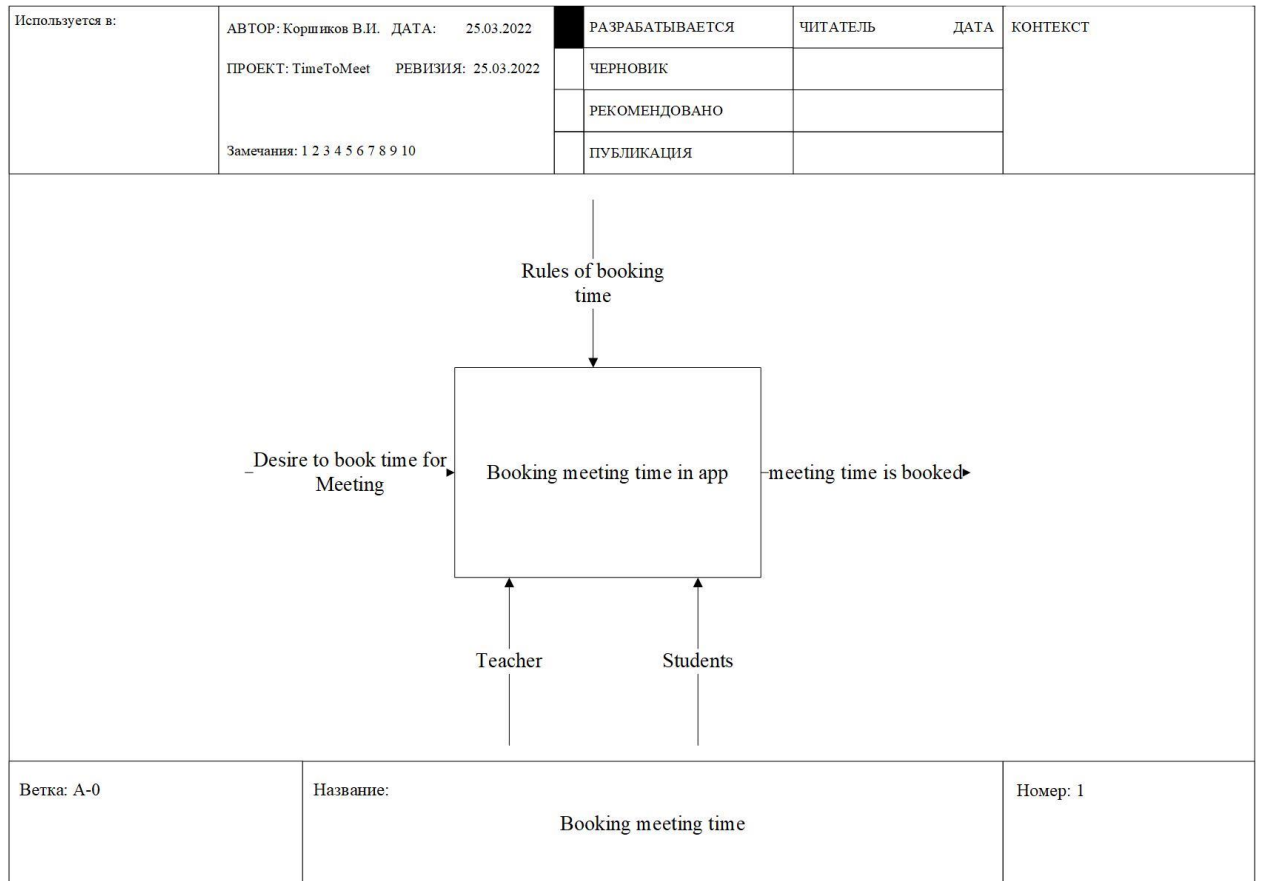 Используется в:
АВТОР: Коршиков В.И. ДАТА: 25.03.2022
ПРОЕКТ: TimeToMeet РЕВИЗИЯ: 25.03.2022
Замечания: 1 2 3 4 5 6 7 8 9 10
РАЗРАБАТЫВАЕТСЯ
ЧЕРНОВИК
РЕКОМЕНДОВАНО
ПУБЛИКАЦИЯ
ЧИТАТЕЛЬ ДАТА
КОНТЕКСТ
Rules of booking
time
Desire to book time for
Meeting
Booking meeting time in app
meeting time is booked
Teacher
Students
Ветка: А-0
Название:
Booking meeting time
Номер: 1